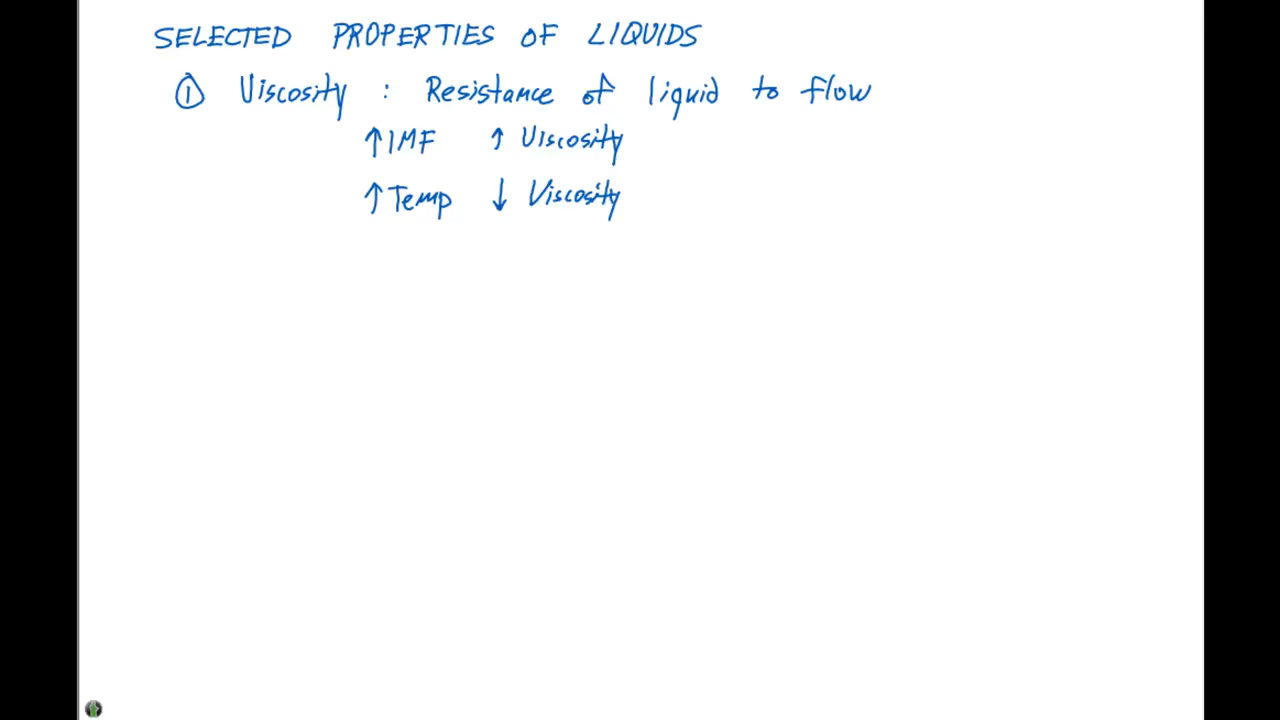 SELECTED PROPERTIES OF LIQUIDS
① Viscosity : Resistance of liquid to flow
↑ IMF ↑ Viscosity
↑ Temp ↓ Viscosity